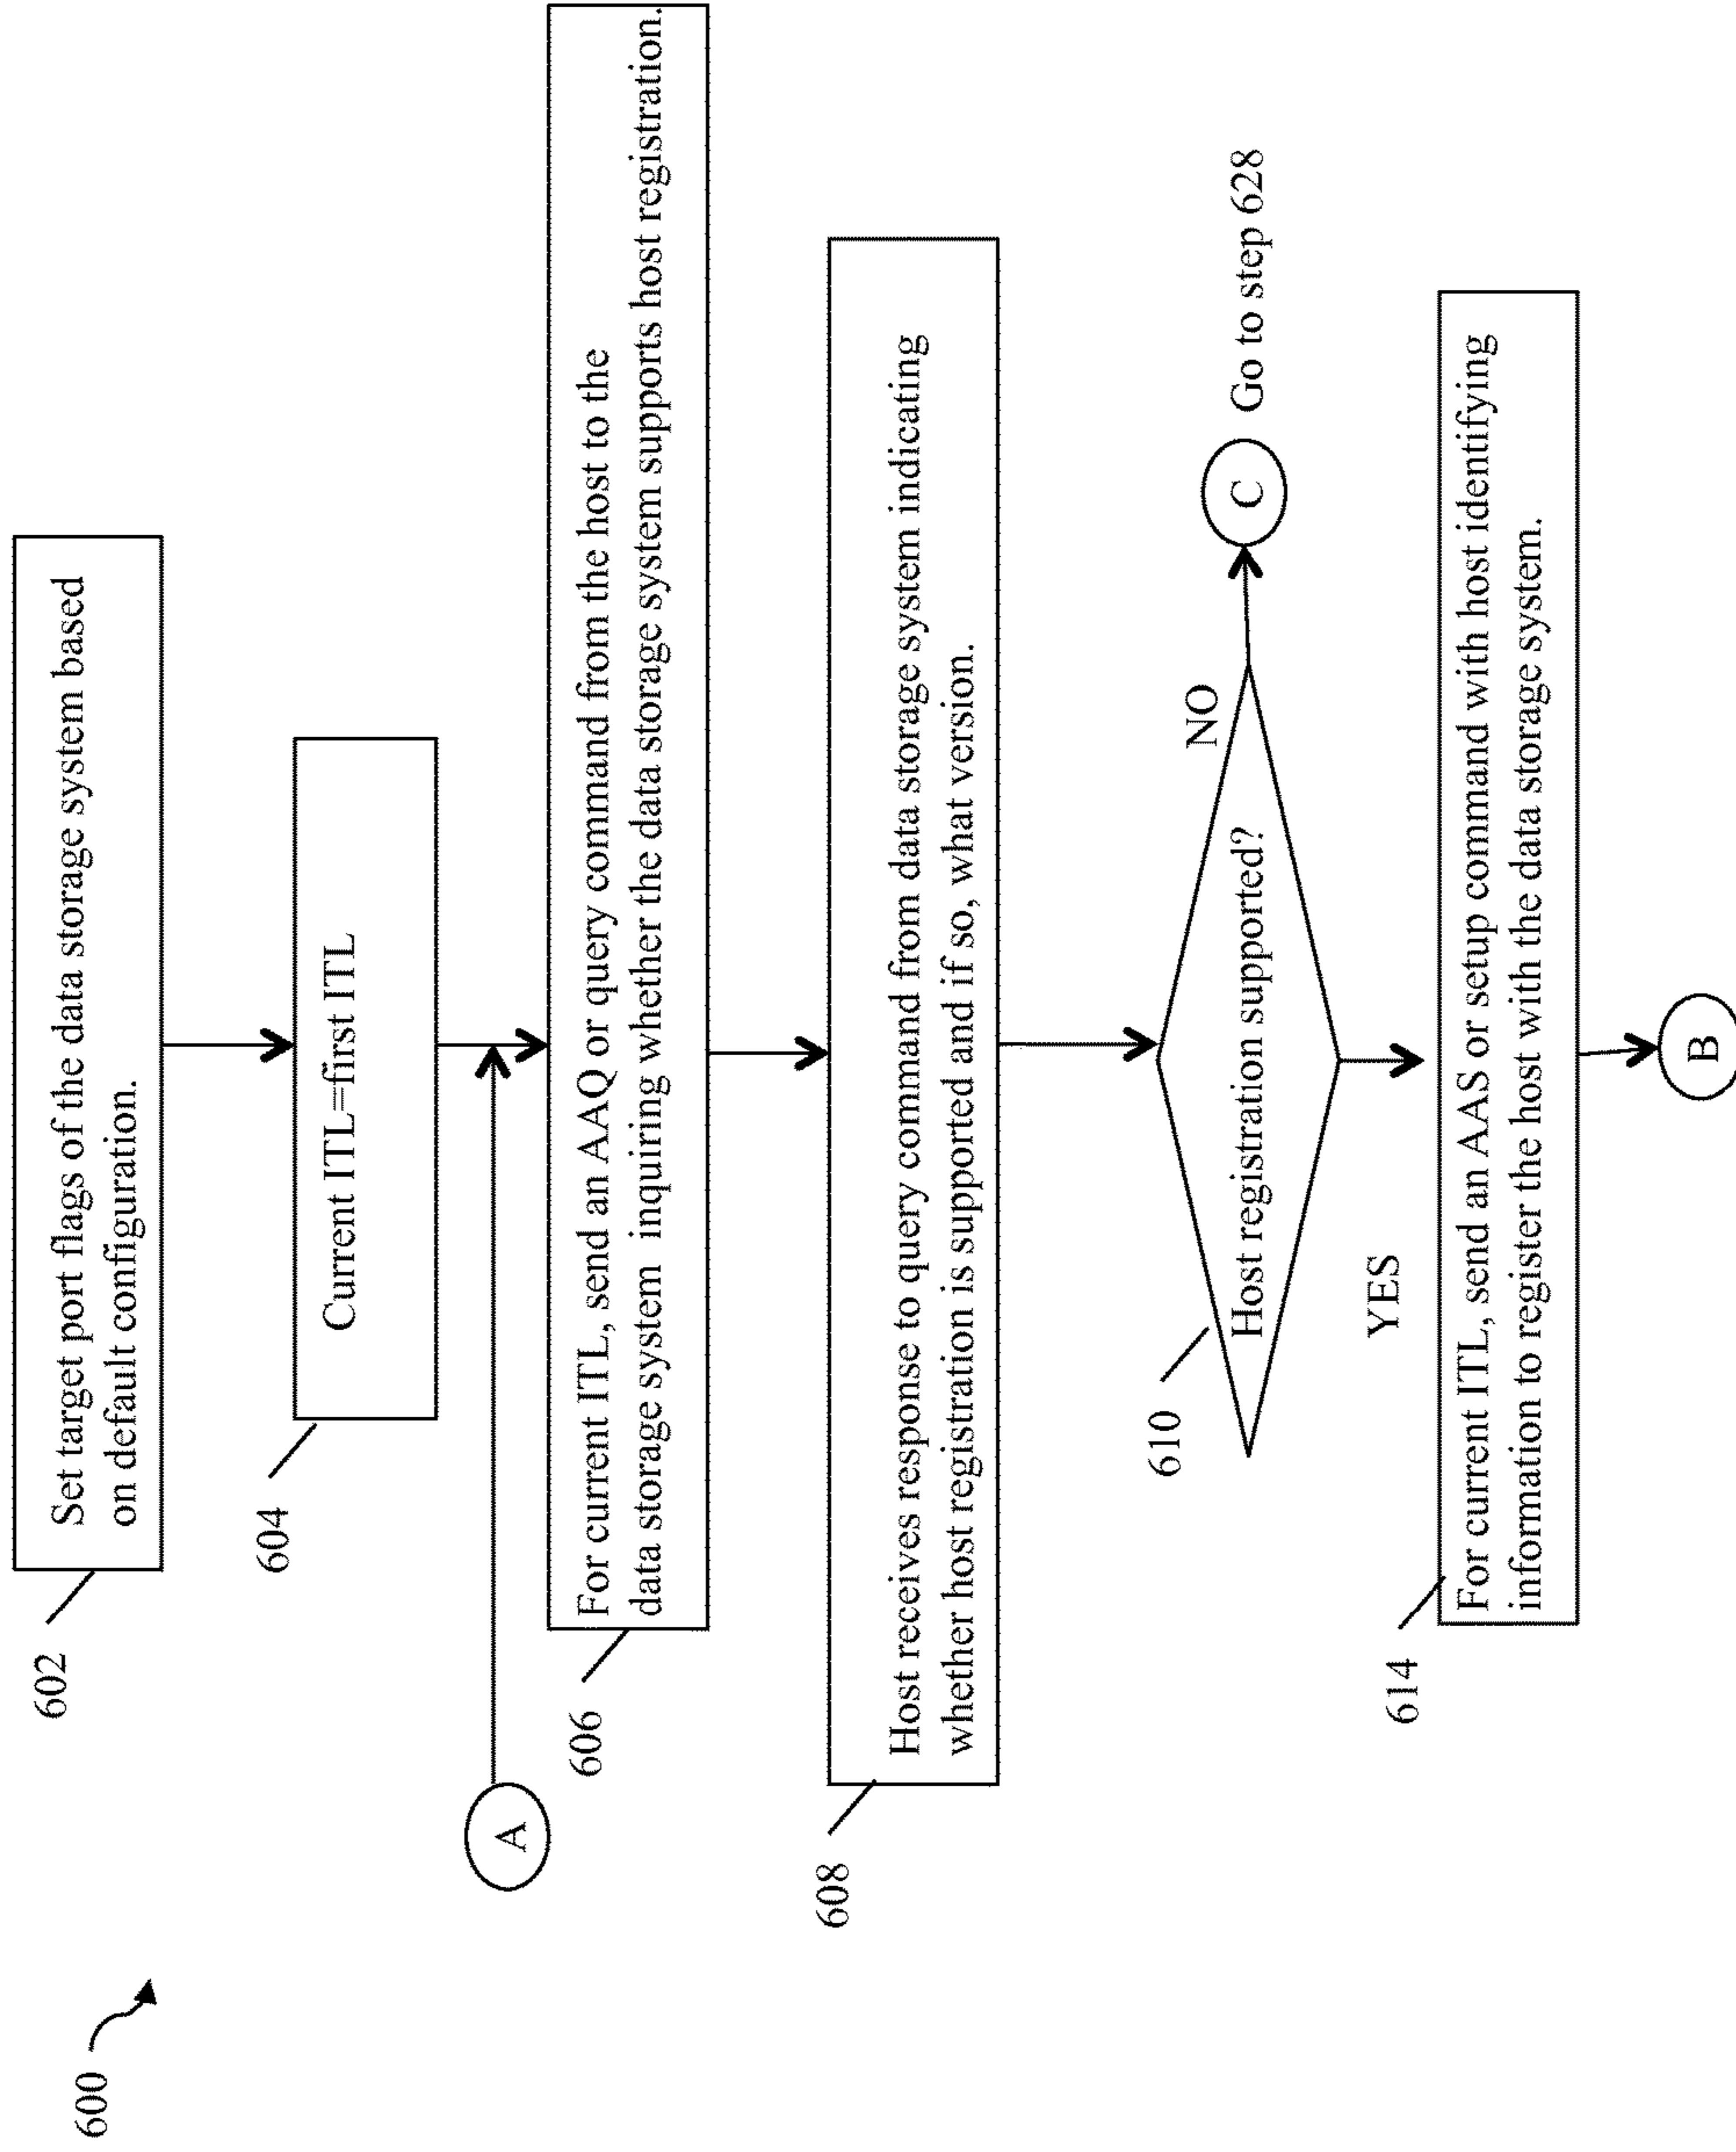 600
602
Set target port flags of the data storage system based
on default configuration.
604
Current ITL=first ITL
A
606
For current ITL, send an AAQ or query command from the host to the
data storage system inquiring whether the data storage system supports host registration.
608
Host receives response to query command from data storage system indicating
whether host registration is supported and if so, what version.
610
Host registration supported?
NO
C
Go to step 628
YES
614
For current ITL, send an AAS or setup command with host identifying
information to register the host with the data storage system.
B